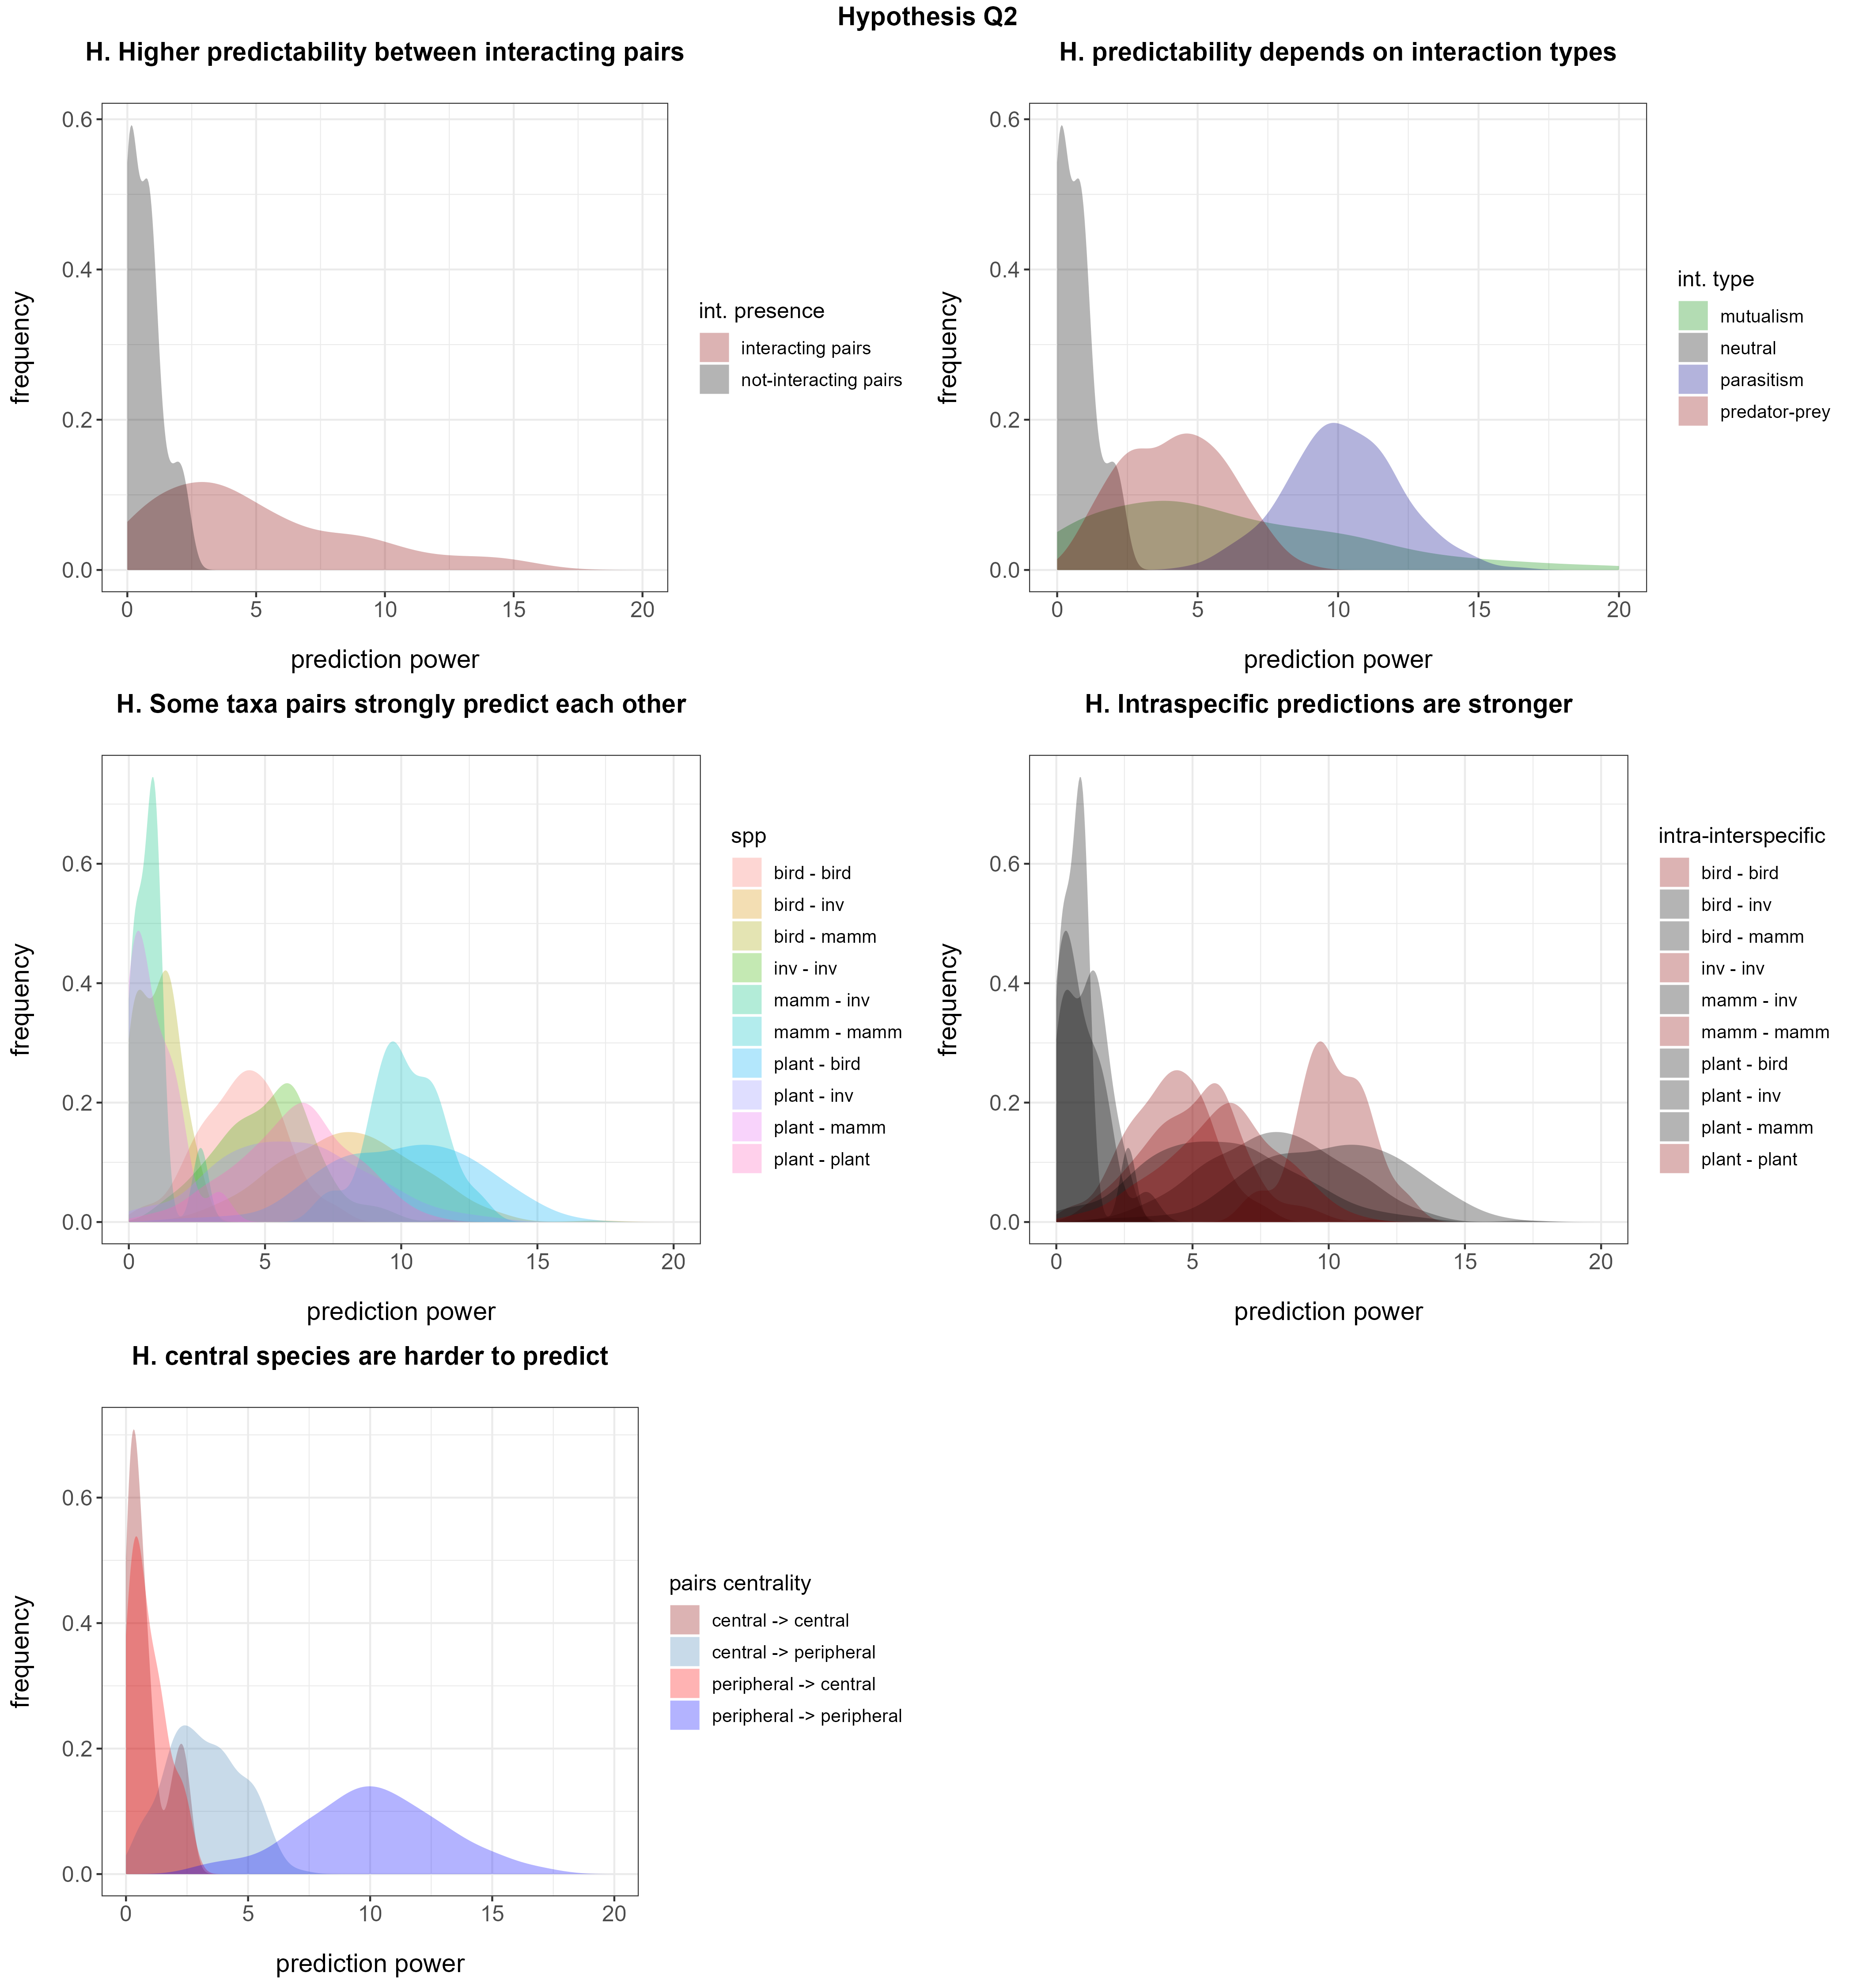 Hypothesis Q2
H. Higher predictability between interacting pairs
0.6
0.4
0.2
0.0
frequency
0 5 10 15 20
prediction power
int. presence
interacting pairs
not-interacting pairs
H. predictability depends on interaction types
0.6
0.4
0.2
0.0
frequency
0 5 10 15 20
prediction power
int. type
mutualism
neutral
parasitism
predator-prey
H. Some taxa pairs strongly predict each other
0.6
0.4
0.2
0.0
frequency
0 5 10 15 20
prediction power
spp
bird - bird
bird - inv
bird - mamm
inv - inv
mamm - inv
mamm - mamm
plant - bird
plant - inv
plant - mamm
plant - plant
H. Intraspecific predictions are stronger
0.6
0.4
0.2
0.0
frequency
0 5 10 15 20
prediction power
intra-interspecific
bird - bird
bird - inv
bird - mamm
inv - inv
mamm - inv
mamm - mamm
plant - bird
plant - inv
plant - mamm
plant - plant
H. central species are harder to predict
0.6
0.4
0.2
0.0
frequency
0 5 10 15 20
prediction power
pairs centrality
central -> central
central -> peripheral
peripheral -> central
peripheral -> peripheral